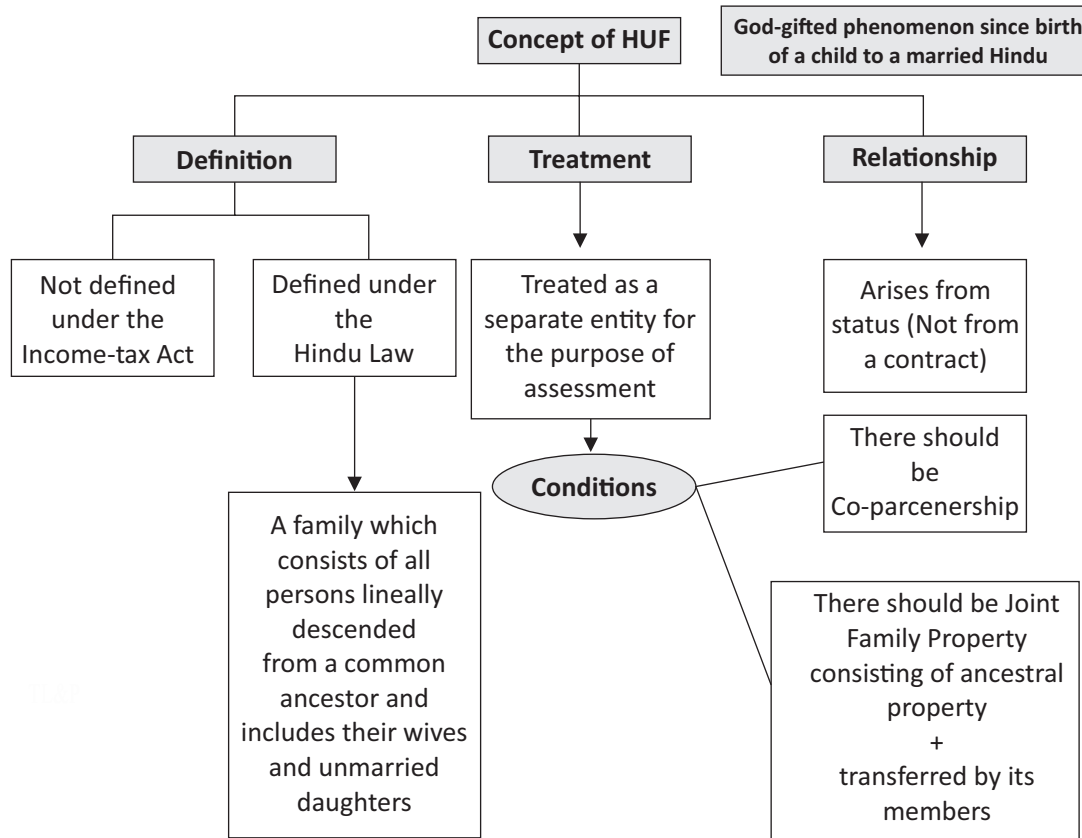 Concept of HUF
God-gifted phenomenon since birth
of a child to a married Hindu
Definition
Treatment
Relationship
Not defined
under the
Income-tax Act
Defined under
the
Hindu Law
Treated as a
separate entity for
the purpose of
assessment
Arises from
status (Not from
a contract)
Conditions
There should
be
Co-parcenership
A family which
consists of all
persons lineally
descended
from a common
ancestor and
includes their wives
and unmarried
daughters
There should be Joint
Family Property
consisting of ancestral
property
+
transferred by its
members